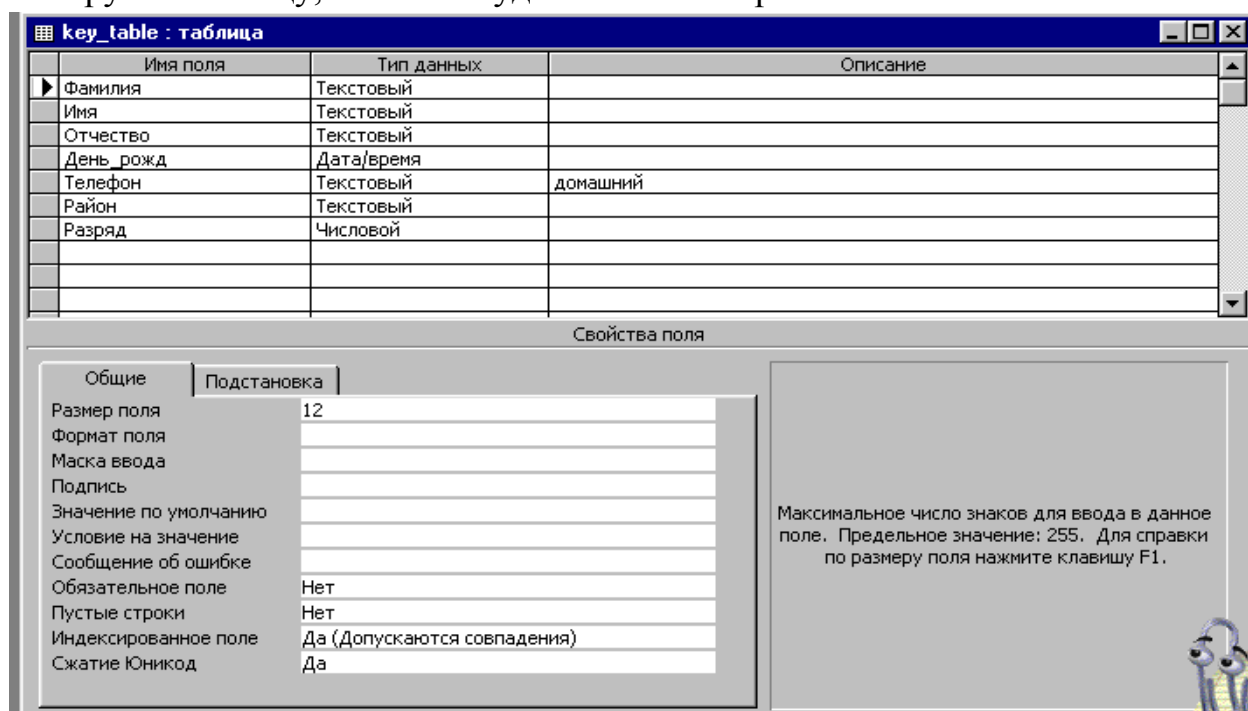 key_table : таблица
Имя поля Тип данных Описание
Фамилия Текстовый
Имя Текстовый
Отчество Текстовый
День_рожд Дата/время
Телефон Текстовый домашний
Район Текстовый
Разряд Числовой
Свойства поля
Общие Подстановка
Размер поля 12
Формат поля
Маска ввода
Подпись
Значение по умолчанию
Условие на значение
Сообщение об ошибке
Обязательное поле Нет
Пустые строки Нет
Индексированное поле Да (Допускаются совпадения)
Сжатие Юникод Да
Максимальное число знаков для ввода в данное
поле. Предельное значение: 255. Для справки
по размеру поля нажмите клавишу F1.